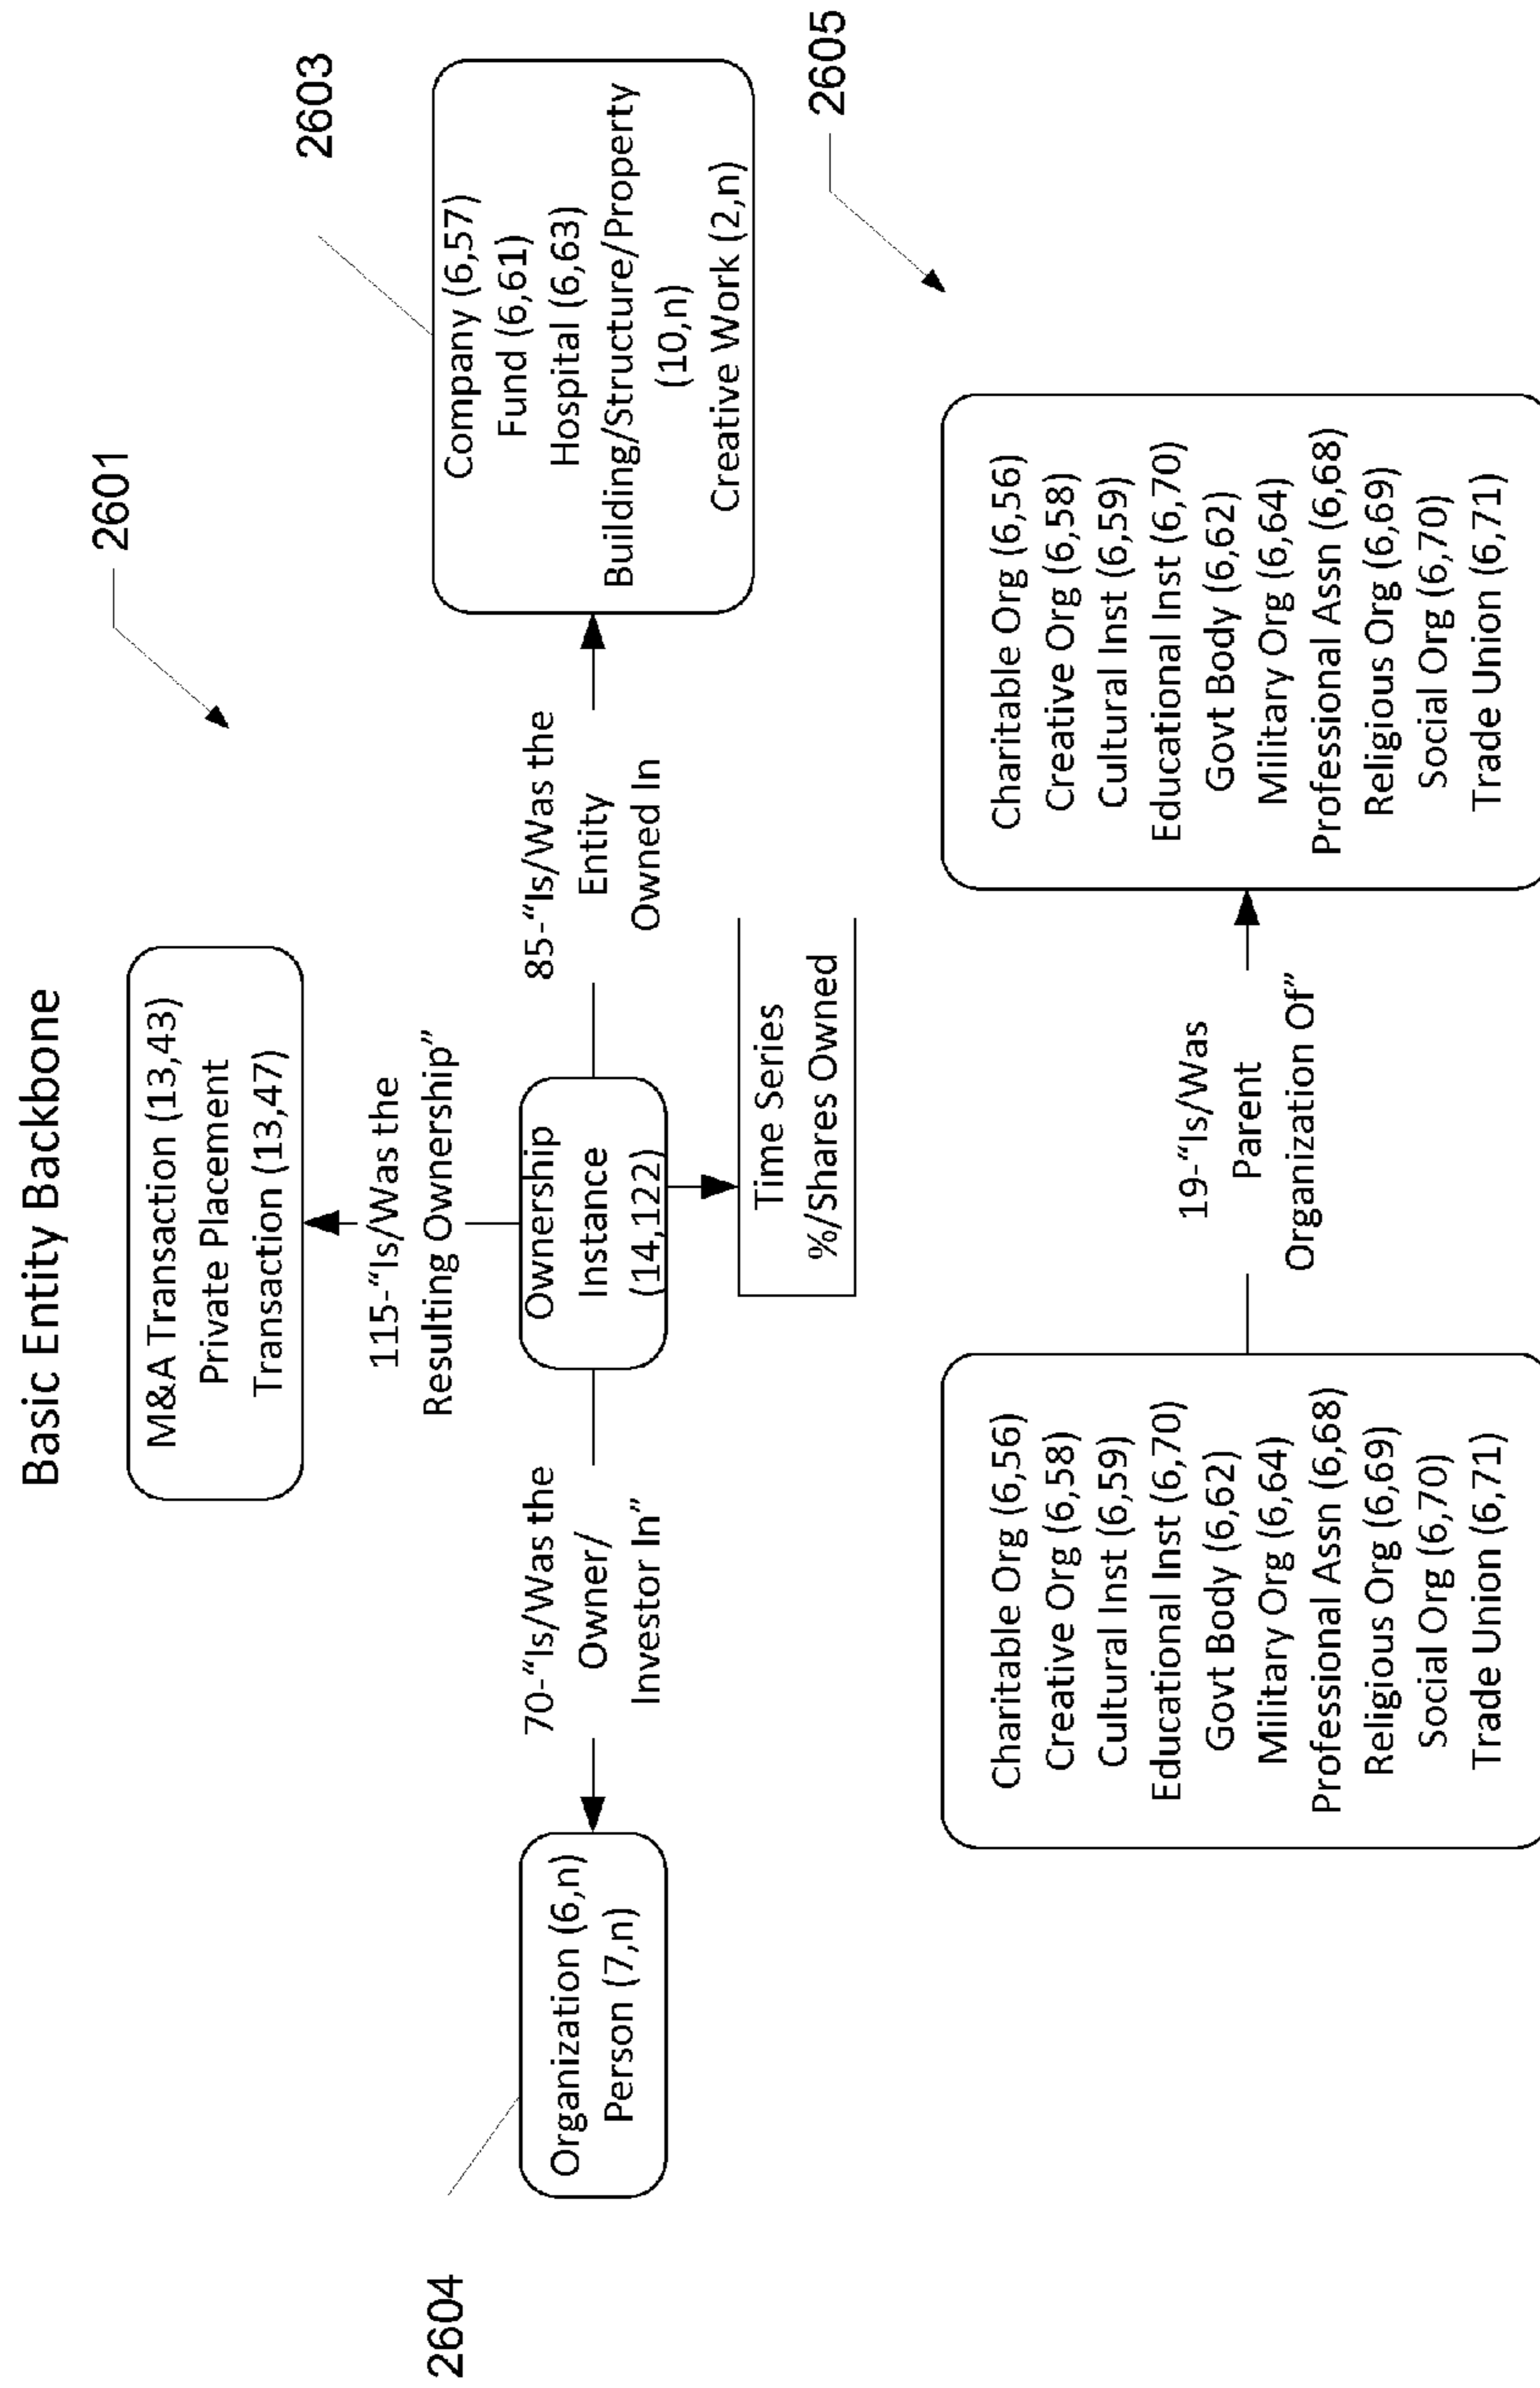 Basic Entity Backbone
2601
M&A Transaction (13,43)
Private Placement
Transaction (13,47)
115-“Is/Was the
Resulting Ownership”
2603
2604
Organization (6,n)
Person (7,n)
70-“Is/Was the
Owner/
Investor In”
Ownership
Instance
(14,122)
85-“Is/Was the
Entity
Owned In
Company (6,57)
Fund (6,61)
Hospital (6,63)
Building/Structure/Property
(10,n)
Creative Work (2,n)
Time Series
%/Shares Owned
2605
Charitable Org (6,56)
Creative Org (6,58)
Cultural Inst (6,59)
Educational Inst (6,70)
Govt Body (6,62)
Military Org (6,64)
Professional Assn (6,68)
Religious Org (6,69)
Social Org (6,70)
Trade Union (6,71)
19-“Is/Was
Parent
Organization Of”
Charitable Org (6,56)
Creative Org (6,58)
Cultural Inst (6,59)
Educational Inst (6,70)
Govt Body (6,62)
Military Org (6,64)
Professional Assn (6,68)
Religious Org (6,69)
Social Org (6,70)
Trade Union (6,71)